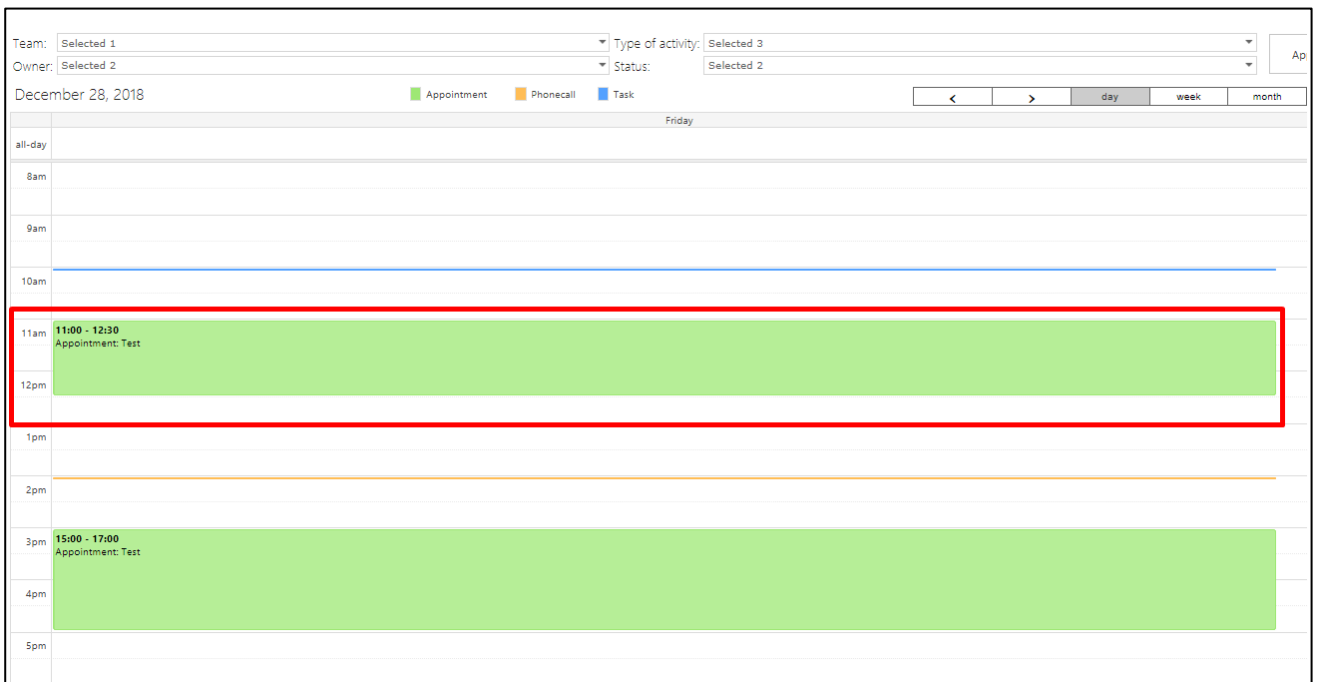 Team: Selected 1 Type of activity: Selected 3
Owner: Selected 2 Status: Selected 2
Ap
December 28, 2018 Appointment Phonecall Task < > day week month
Friday
all-day
8am
9am
10am
11am 11:00 - 12:30
Appointment: Test
12pm
1pm
2pm
3pm 15:00 - 17:00
Appointment: Test
4pm
5pm